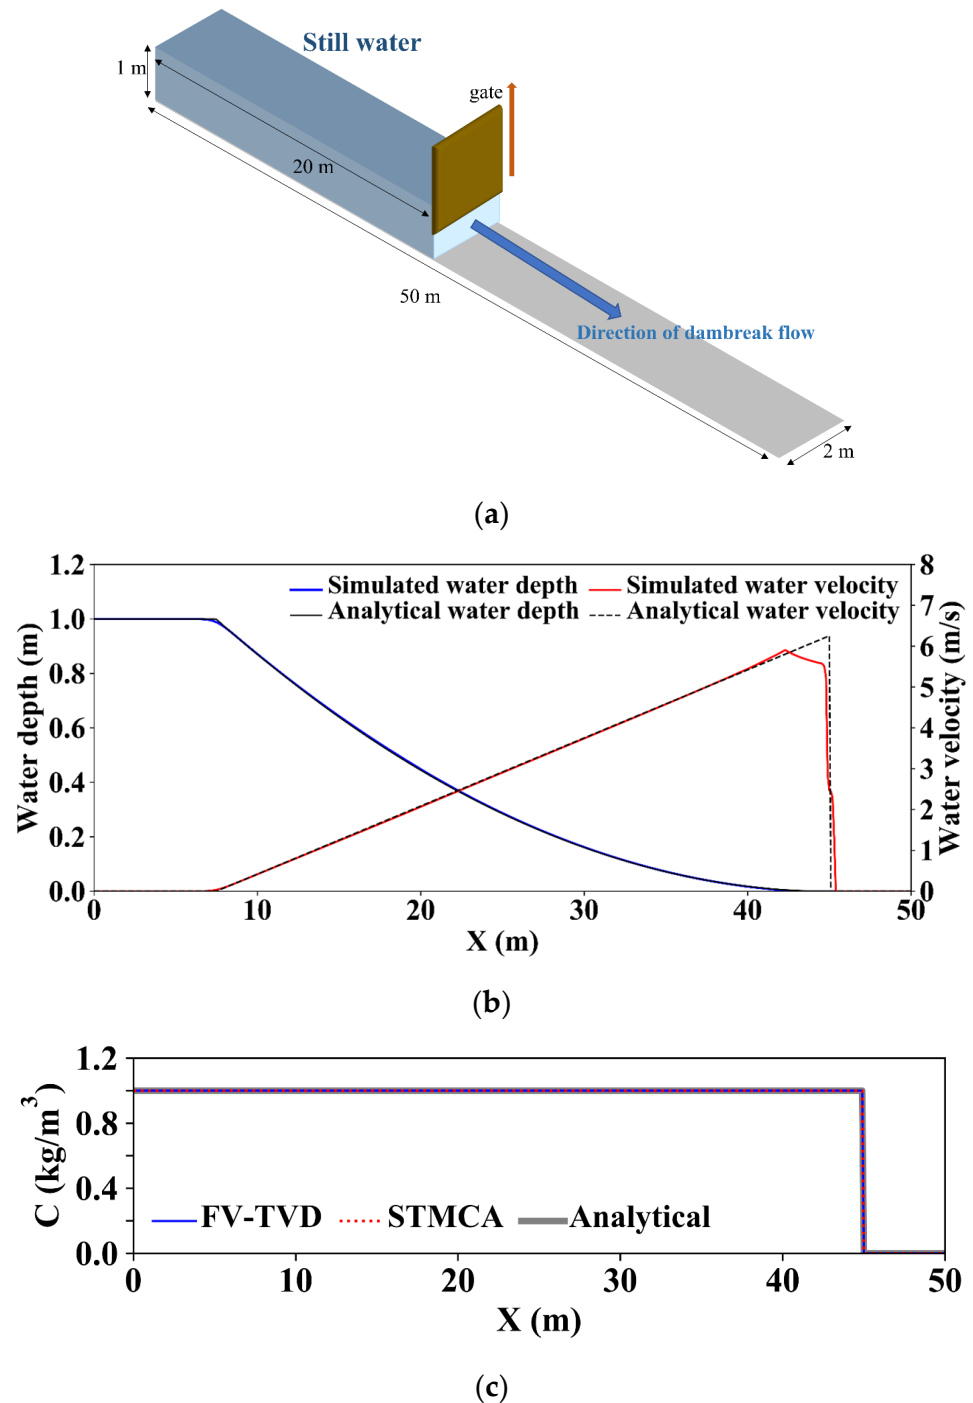 Still water
1 m
gate
20 m
50 m
Direction of dambreak flow
2 m
(a)
1.2
1.0
0.8
0.6
0.4
0.2
0.0
Water depth (m)
Simulated water depth
Simulated water velocity
Analytical water depth
Analytical water velocity
8
7
6
5
4
3
2
1
0
Water velocity (m/s)
0 10 20 30 40 50
X (m)
(b)
1.2
0.8
0.4
0.0
C (kg/m³)
FV-TVD STMCA Analytical
0 10 20 30 40 50
X (m)
(c)